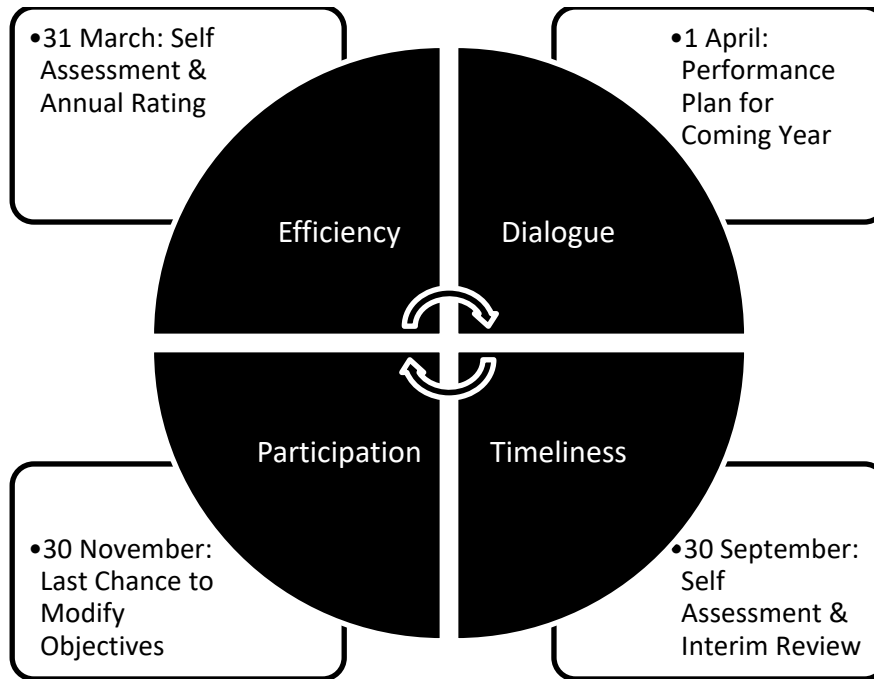 •31 March: Self
Assessment &
Annual Rating
•1 April:
Performance
Plan for
Coming Year
Efficiency
Dialogue
Participation
Timeliness
•30 November:
Last Chance to
Modify
Objectives
•30 September:
Self
Assessment &
Interim Review